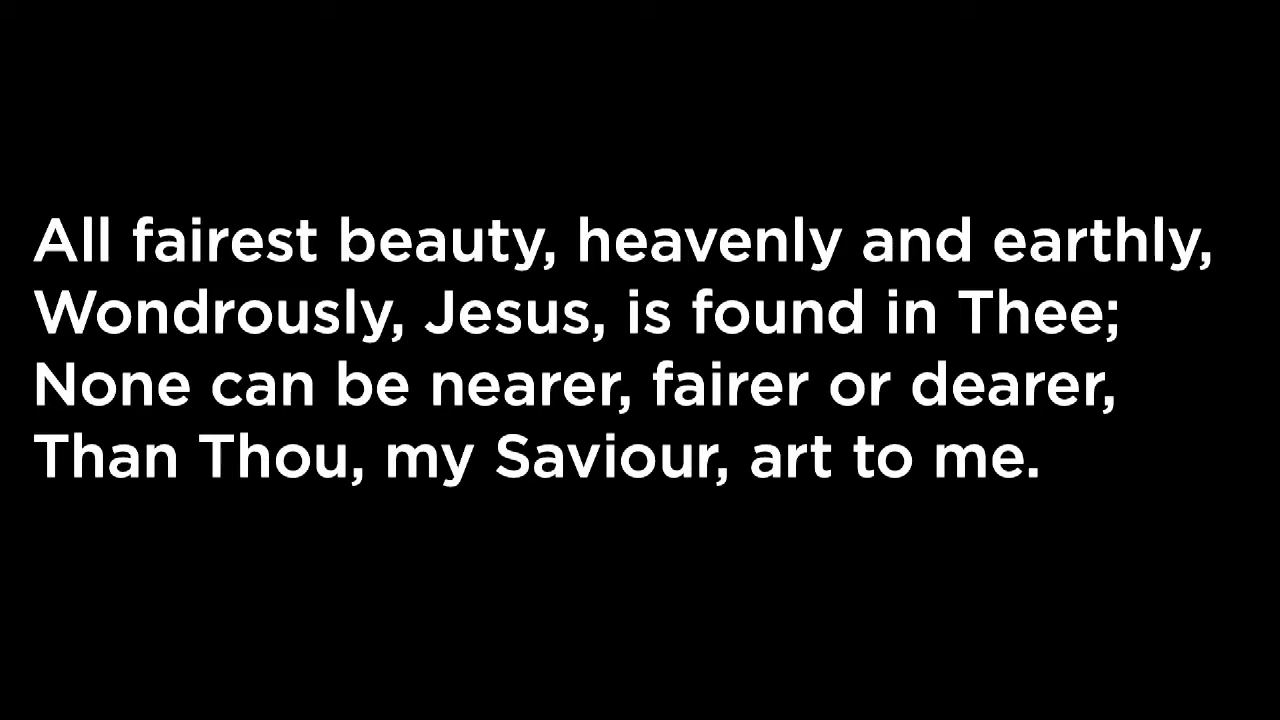 All fairest beauty, heavenly and earthly,
Wondrously, Jesus, is found in Thee;
None can be nearer, fairer or dearer,
Than Thou, my Saviour, art to me.